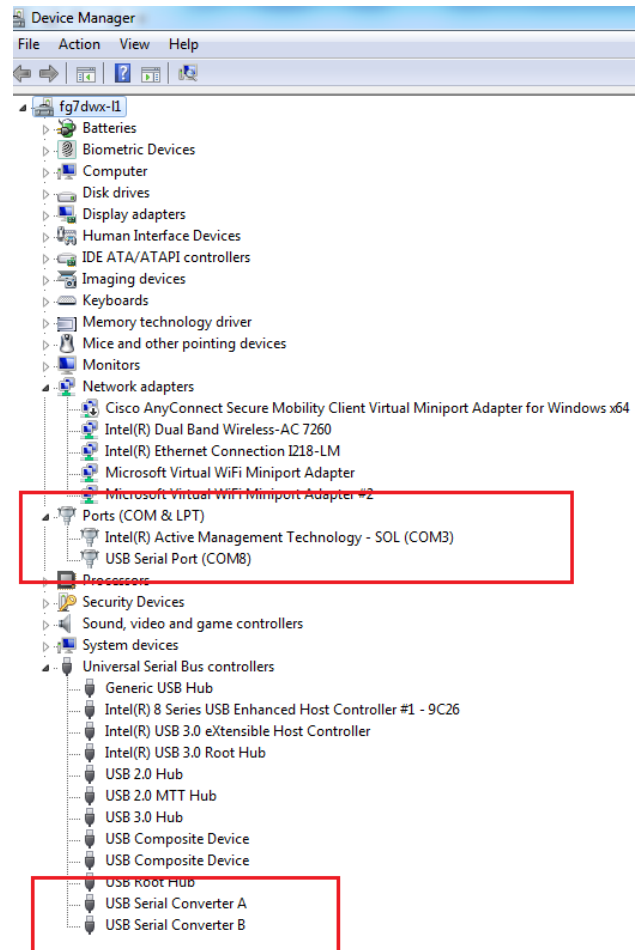 Device Manager
File Action View Help
fg7dwx-l1
Batteries
Biometric Devices
Computer
Disk drives
Display adapters
Human Interface Devices
IDE ATA/ATAPI controllers
Imaging devices
Keyboards
Memory technology driver
Mice and other pointing devices
Monitors
Network adapters
Cisco AnyConnect Secure Mobility Client Virtual Miniport Adapter for Windows x64
Intel(R) Dual Band Wireless-AC 7260
Intel(R) Ethernet Connection I218-LM
Microsoft Virtual WiFi Miniport Adapter
Microsoft Virtual WiFi Miniport Adapter #2
Ports (COM & LPT)
Intel(R) Active Management Technology - SOL (COM3)
USB Serial Port (COM8)
Processors
Security Devices
Sound, video and game controllers
System devices
Universal Serial Bus controllers
Generic USB Hub
Intel(R) 8 Series USB Enhanced Host Controller #1 - 9C26
Intel(R) USB 3.0 eXtensible Host Controller
Intel(R) USB 3.0 Root Hub
USB 2.0 Hub
USB 2.0 MTT Hub
USB 3.0 Hub
USB Composite Device
USB Composite Device
USB Root Hub
USB Serial Converter A
USB Serial Converter B